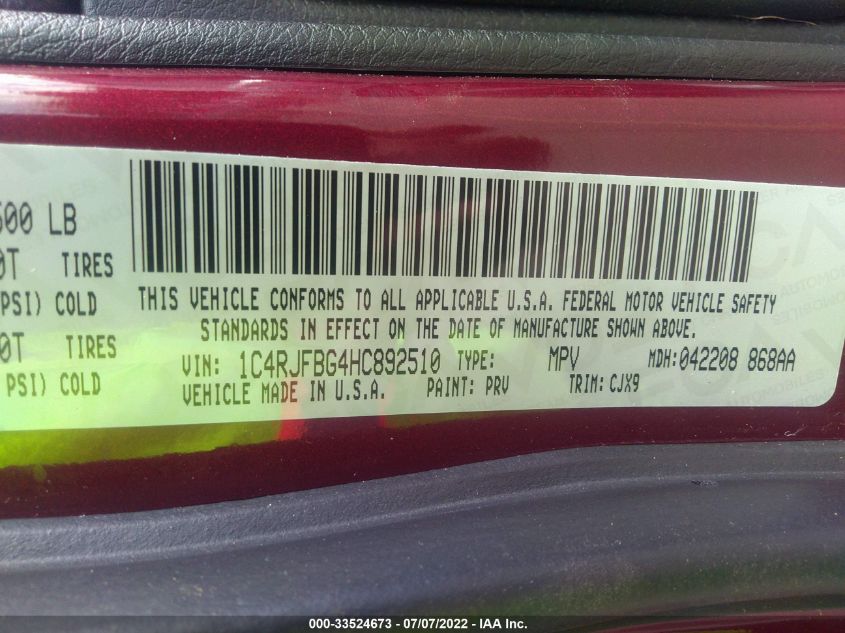 500 LB
0T TIRES
PSI) COLD
0T
PSI) COLD
THIS VEHICLE CONFORMS TO ALL APPLICABLE U.S.A. FEDERAL MOTOR VEHICLE SAFETY
STANDARDS IN EFFECT ON THE DATE OF MANUFACTURE SHOWN ABOVE.
VIN: 1C4RJFBG4HC892510 TYPE: MPV MDH:042208 868AA
VEHICLE MADE IN U.S.A. PAINT: PRV TRIM: CJX9
000-33524673 - 07/07/2022 - IAA Inc.